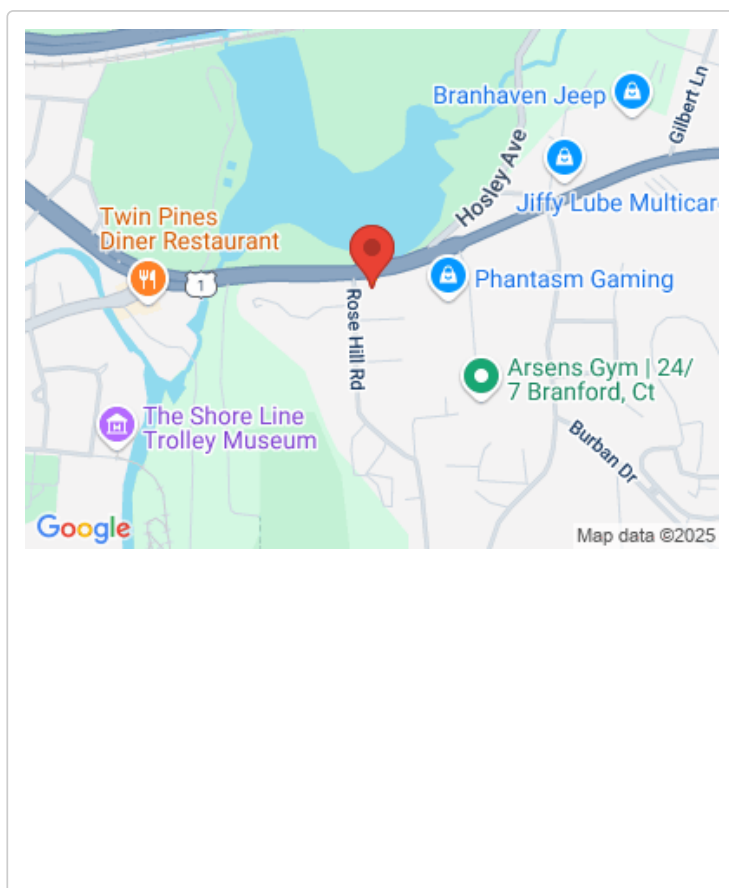 Branhaven Jeep
Gilbert Ln
Hosley Ave
Jiffy Lube Multicar
Twin Pines
Diner Restaurant
1
Phantasm Gaming
Rose Hill Rd
Arsens Gym | 24/
7 Branford, Ct
The Shore Line
Trolley Museum
Burban Dr
Google
Map data ©2025